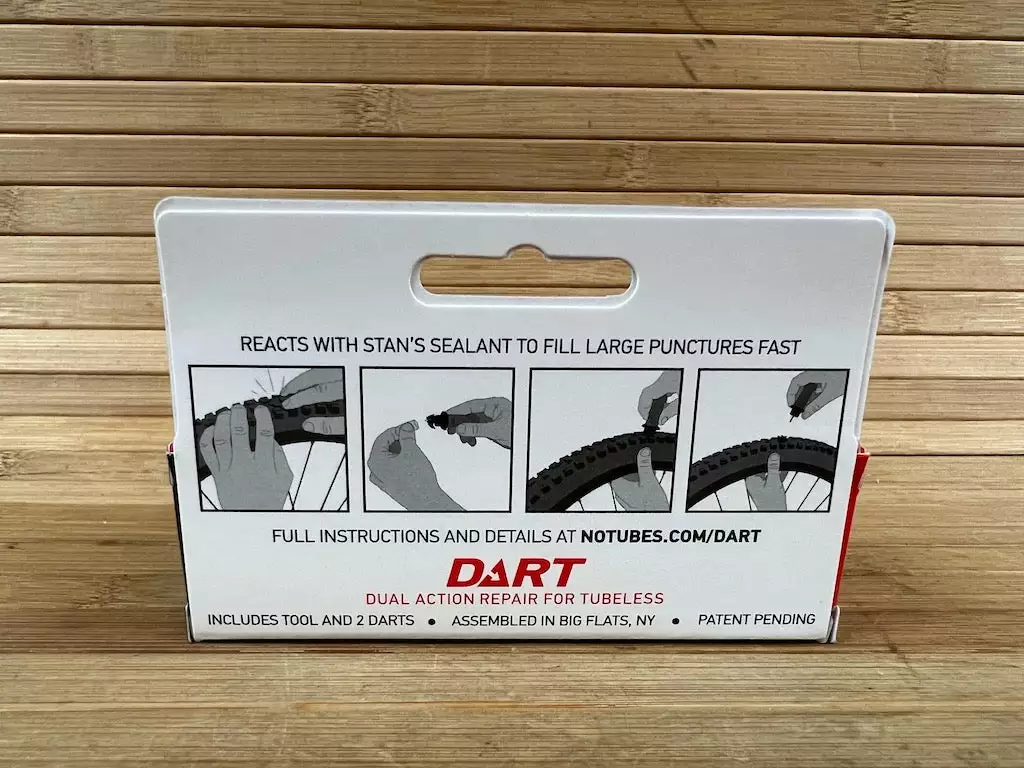 REACTS WITH STAN'S SEALANT TO FILL LARGE PUNCTURES FAST
FULL INSTRUCTIONS AND DETAILS AT NOTUBES.COM/DART
DART
DUAL ACTION REPAIR FOR TUBELESS
INCLUDES TOOL AND 2 DARTS • ASSEMBLED IN BIG FLATS, NY • PATENT PENDING